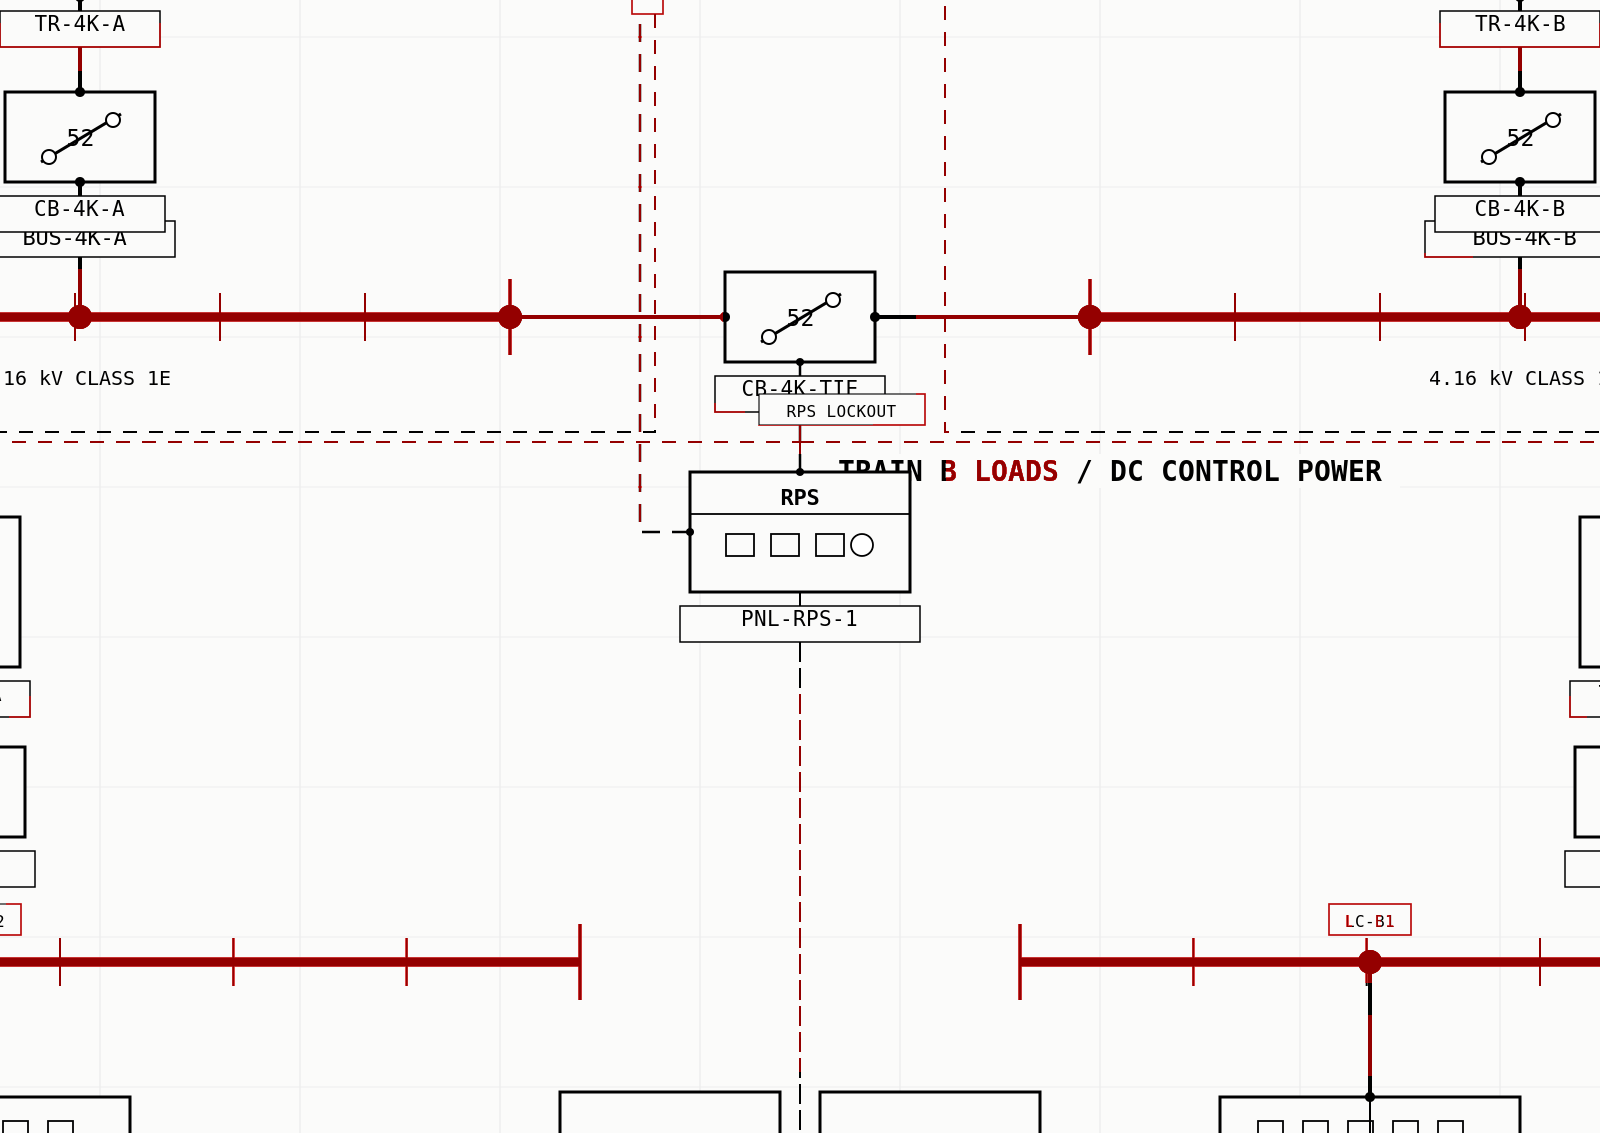 TR-4K-A
TR-4K-B
52
52
CB-4K-A
CB-4K-B
BUS-4K-A
BUS-4K-B
52
16 kV CLASS 1E
4.16 kV CLASS
CB-4K-TIE
RPS LOCKOUT
TRAIN B LOADS / DC CONTROL POWER
RPS
PNL-RPS-1
2
LC-B1